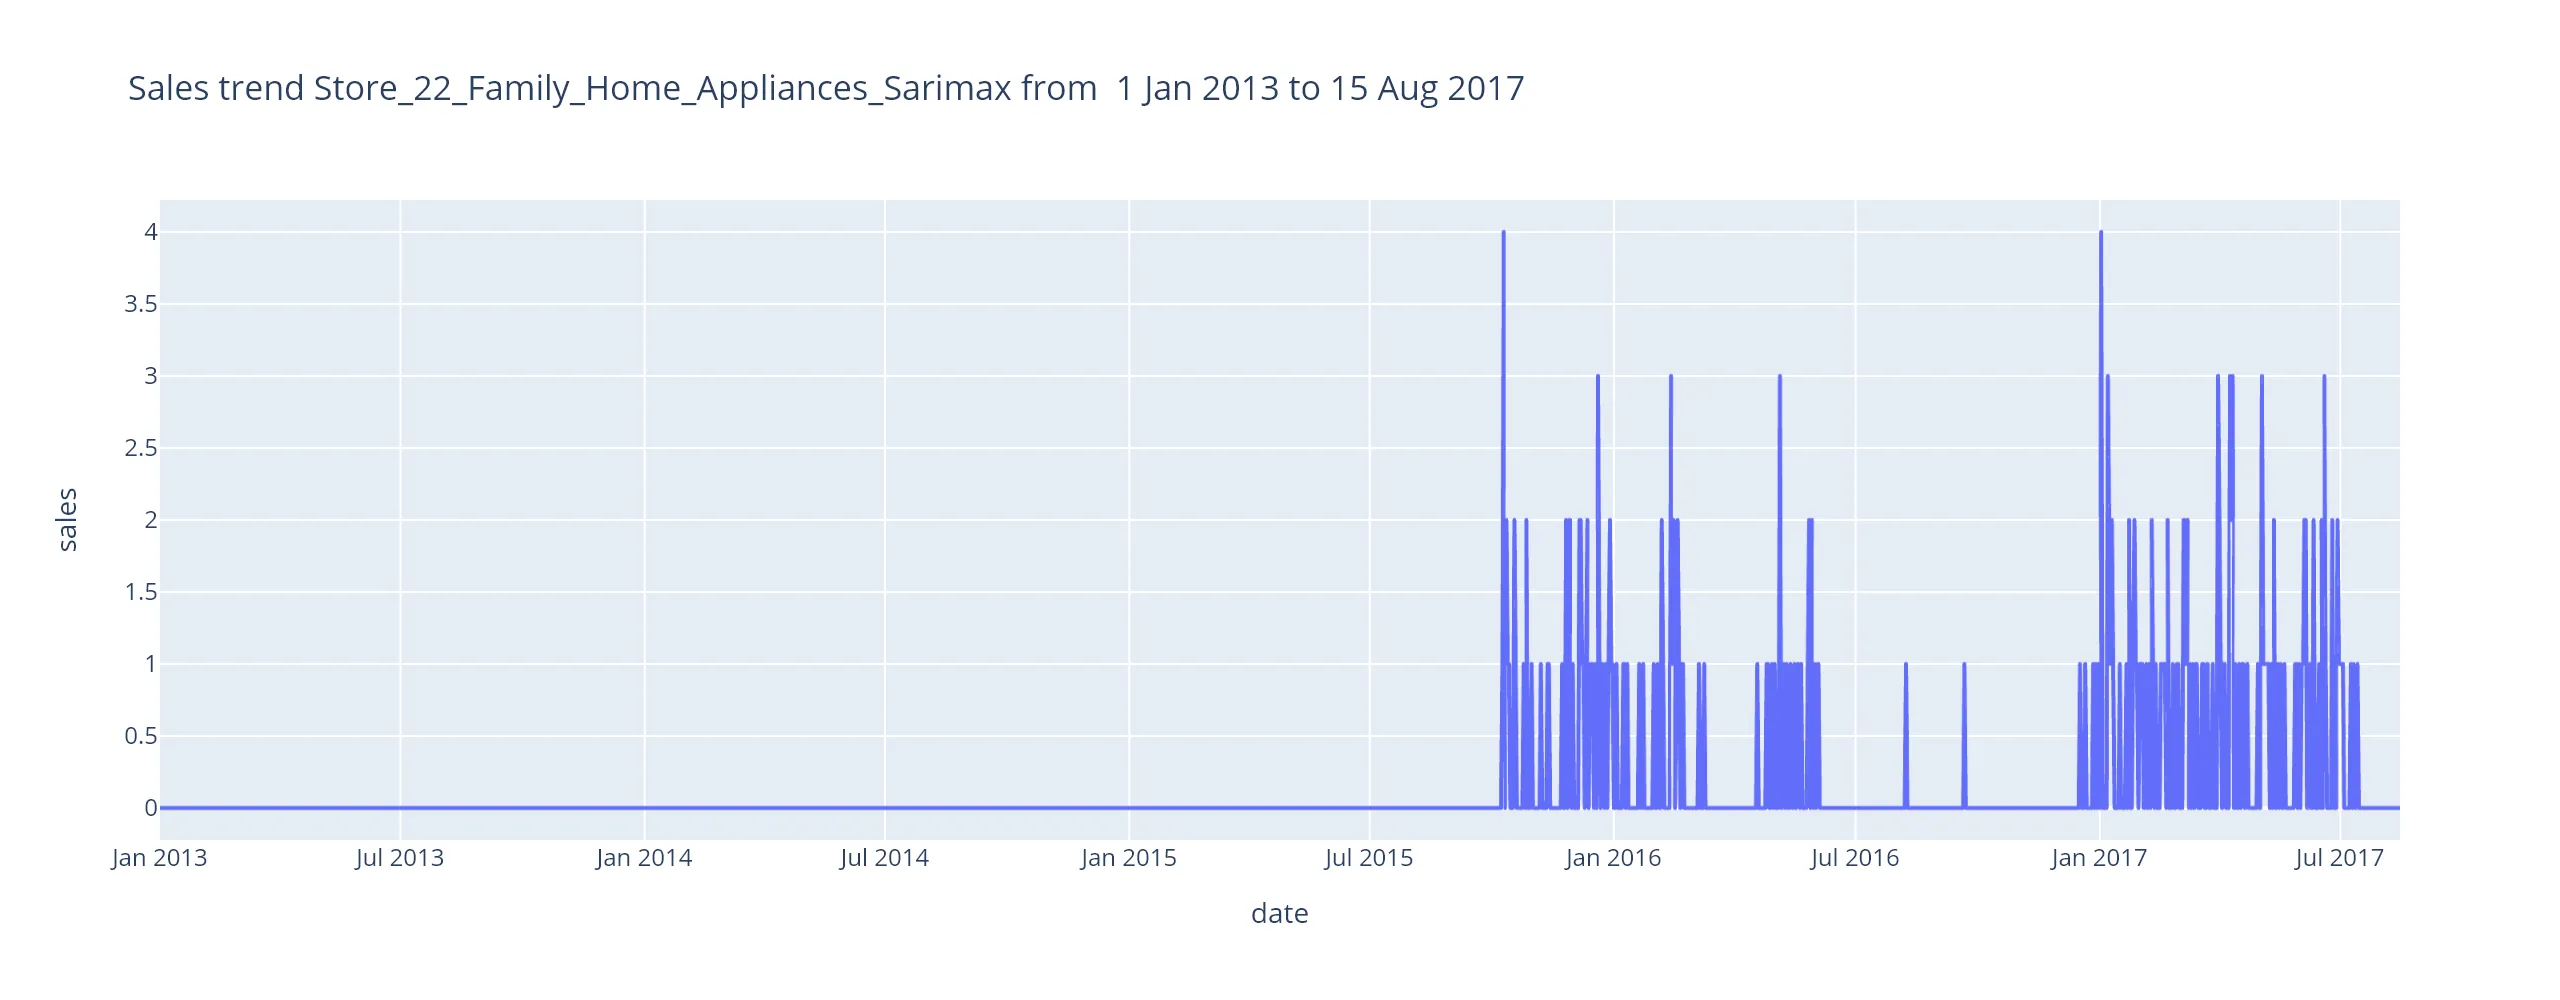 Sales trend Store_22_Family_Home_Appliances_Sarimax from  1 Jan 2013 to 15 Aug 2017
4
3.5
3
2.5
2
1.5
1
0.5
0
sales
Jan 2013 Jul 2013 Jan 2014 Jul 2014 Jan 2015 Jul 2015 Jan 2016 Jul 2016 Jan 2017 Jul 2017
date